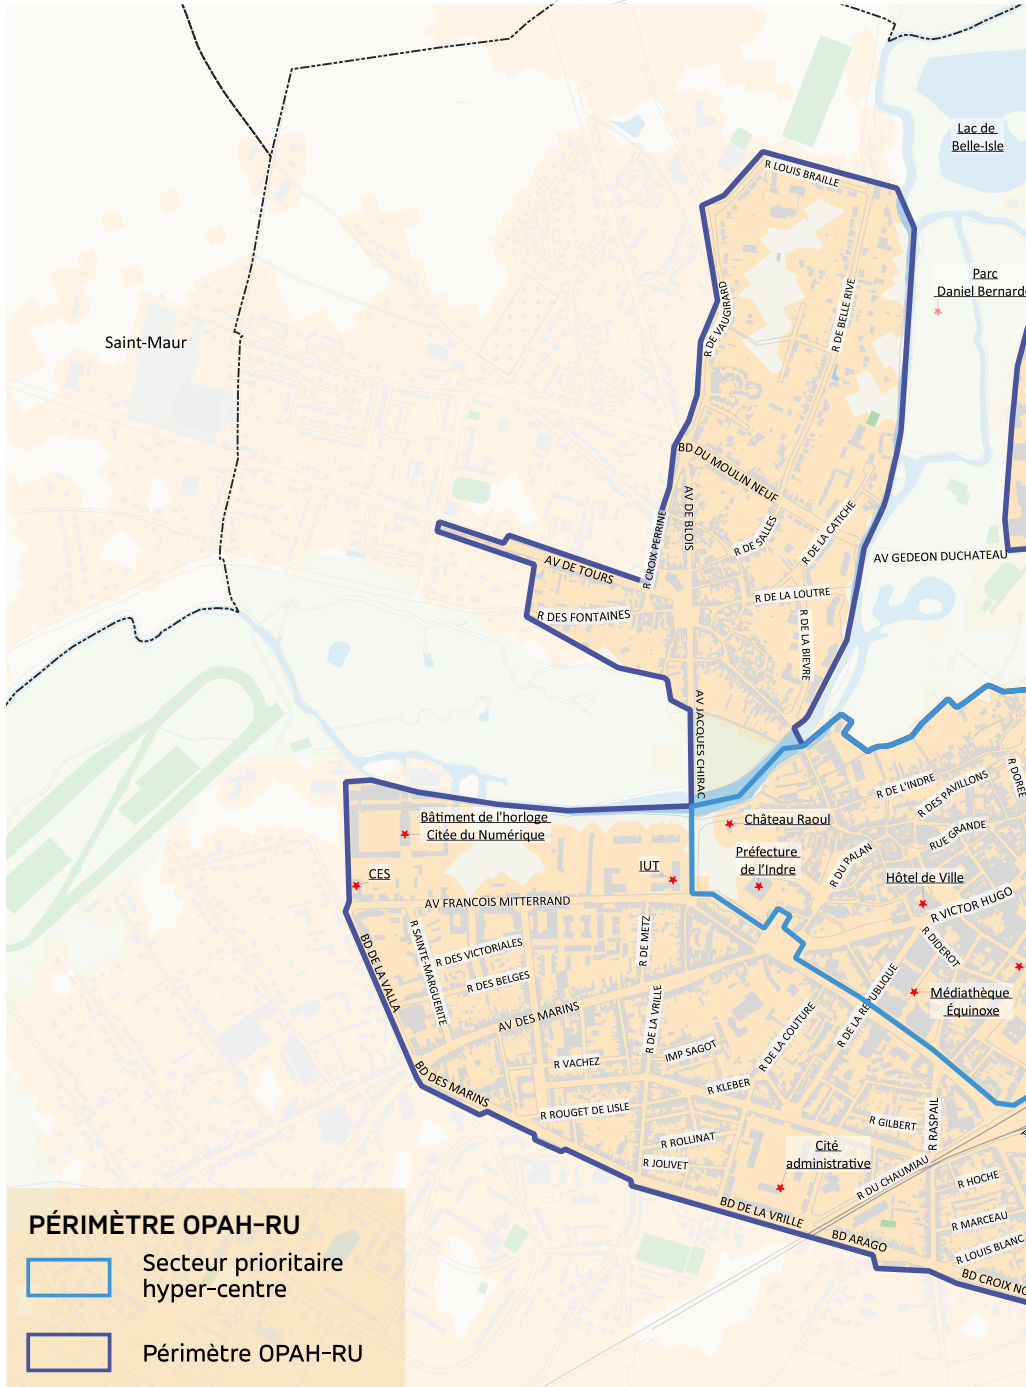 Lac de
Belle-Isle
R LOUIS BRAILLE
Parc
Daniel Bernard
R DE VAUGIRARD
R DE BELLE RIVE
Saint-Maur
BD DU MOULIN NEUF
AV DE BLOIS
R CROIX PERRINE
R DE SALLES
R DE LA CATICHE
AV GEDEON DUCHATEAU
AV DE TOURS
R DE LA LOUTRE
R DES FONTAINES
R DE LA BIEVRE
AV JACQUES CHIRAC
R DOREE
R DE L'INDRE
R DES PAVILLONS
Bâtiment de l'horloge
Citée du Numérique
Château Raoul
RUE GRANDE
Préfecture
de l'Indre
R DU PALAN
IUT
CES
Hôtel de Ville
AV FRANCOIS MITTERRAND
R VICTOR HUGO
R SAINTE-MARGUERITE
R DE METZ
R DIDEROT
BD DE LA VALLA
R DES VICTORIALES
R DES BELGES
R DE LA REPUBLIQUE
Médiathèque
Équinoxe
AV DES MARINS
R DE LA VRILLE
R DE LA COUTURE
IMP SAGOT
R VACHEZ
BD DES MARINS
R KLEBER
R ROUGET DE LISLE
R GILBERT
R RASPAIL
R ROLLINAT
R JOLIVET
Cité
administrative
R DU CHAUMIAU
R HOCHE
BD DE LA VRILLE
R MARCEAU
BD ARAGO
R LOUIS BLANC
BD CROIX NO
PÉRIMÈTRE OPAH-RU
Secteur prioritaire
hyper-centre
Périmètre OPAH-RU